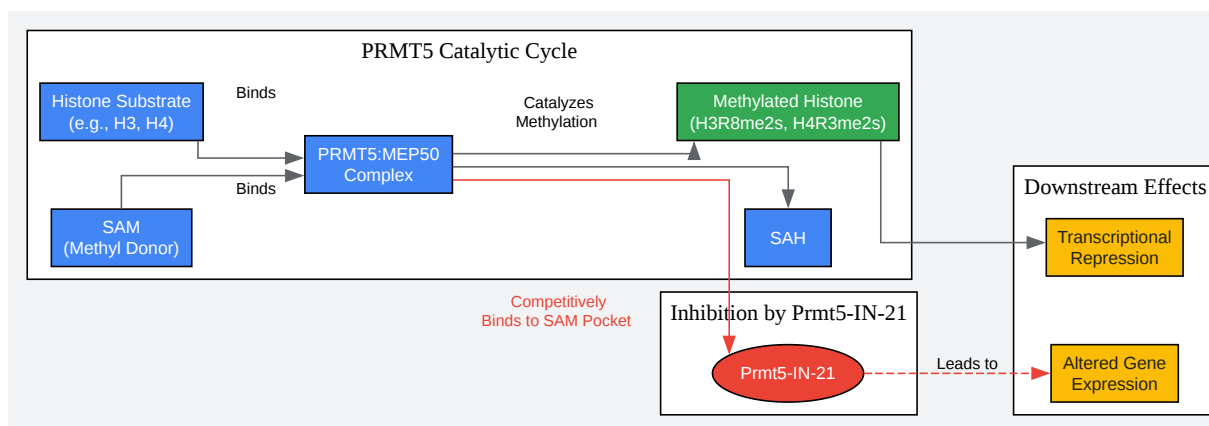 PRMT5 Catalytic Cycle
Histone Substrate
(e.g., H3, H4)
Binds
Catalyzes
Methylation
Methylated Histone
(H3R8me2s, H4R3me2s)
PRMT5:MEP50
Complex
Binds
SAM
(Methyl Donor)
SAH
Downstream Effects
Transcriptional
Repression
Competitively
Binds to SAM Pocket
Inhibition by Prmt5-IN-21
Prmt5-IN-21
Leads to
Altered Gene
Expression